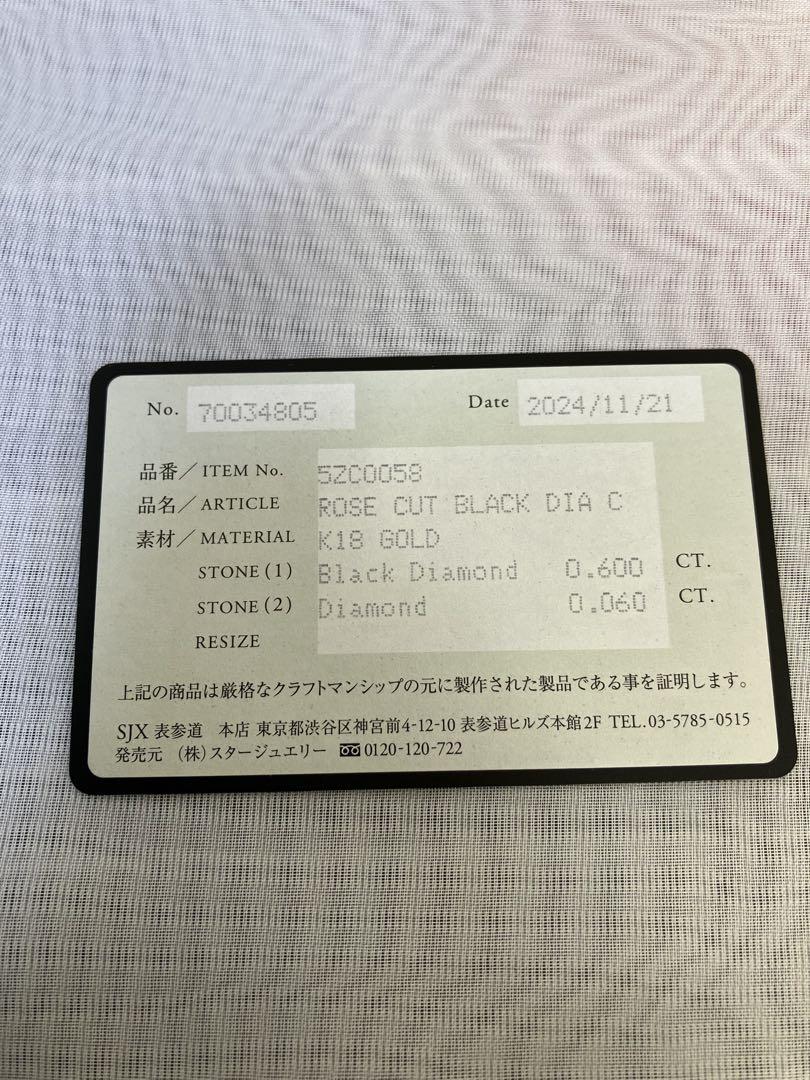 No. 70034805 Date 2024/11/21
品番／ITEM No. 5ZC0058
品名／ARTICLE ROSE CUT BLACK DIA C
素材／MATERIAL K18 GOLD
STONE(1) Black Diamond 0.600 CT.
STONE(2) Diamond 0.060 CT.
RESIZE
上記の商品は厳格なクラフトマンシップの元に製作された製品である事を証明します。
SJX 表参道 本店 東京都渋谷区神宮前4-12-10 表参道ヒルズ本館2F TEL.03-5785-0515
発売元 （株）スタージュエリー 0120-120-722